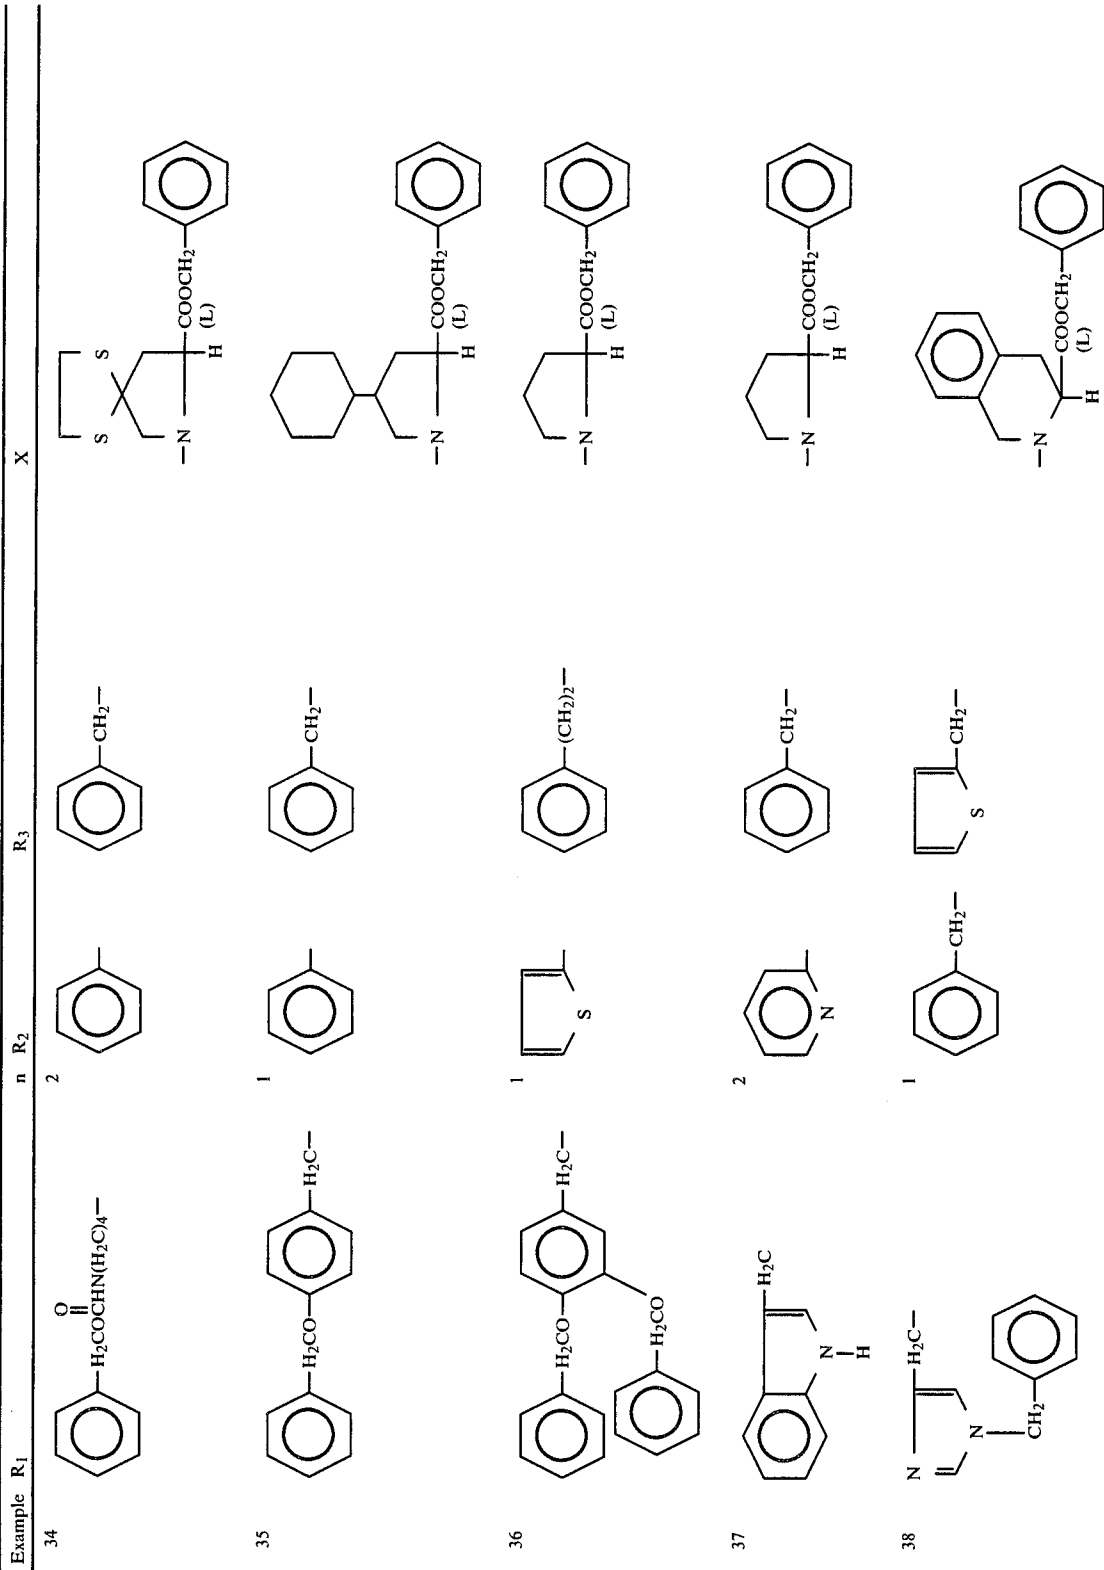 Example R1 n R2 R3 X
34
O
H2COCHN(H2C)4—
2
CH2—
S S
—N
COOCH2
(L)
H
35
H2CO
H2C—
1
CH2—
—N
COOCH2
(L)
H
36
H2CO
H2C—
H2CO
1
S
(CH2)2—
—N
COOCH2
(L)
H
37
H2C
N
H
2
N
CH2—
—N
COOCH2
(L)
H
38
N
H2C—
N
CH2
1
CH2—
S
CH2—
—N
COOCH2
(L)
H